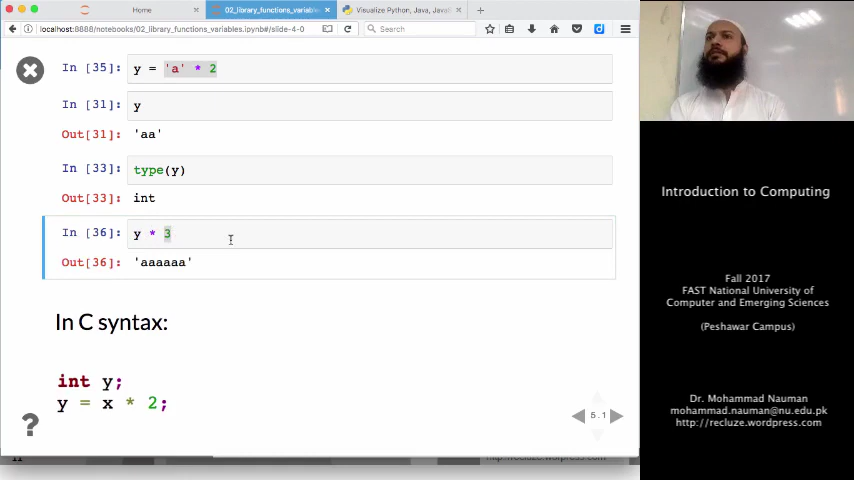 Home
02_library_functions_variables
Visualize Python, Java, JavaS
localhost:8888/notebooks/02_library_functions_variables.ipynb#/slide-4-0
Search
In [35]: y = 'a' * 2
In [31]: y
Out[31]: 'aa'
In [33]: type(y)
Out[33]: int
In [36]: y * 3
Out[36]: 'aaaaaa'
In C syntax:
int y;
y = x * 2;
?
5.1
Introduction to Computing
Fall 2017
FAST National University of
Computer and Emerging Sciences
(Peshawar Campus)
Dr. Mohammad Nauman
mohammad.nauman@nu.edu.pk
http://recluze.wordpress.com